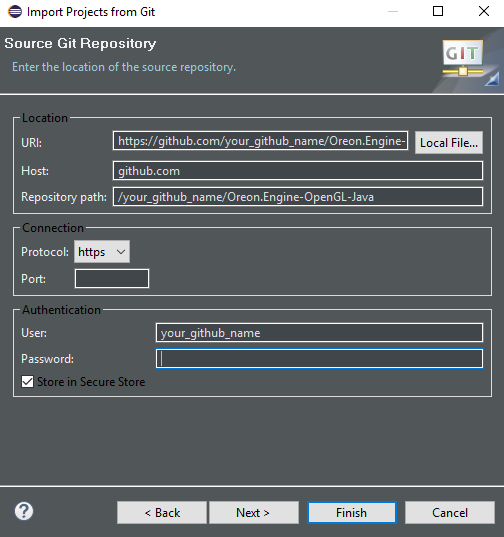 Import Projects from Git
Source Git Repository
Enter the location of the source repository.
GIT
Location
URI: https://github.com/your_github_name/Oreon.Engine- Local File...
Host: github.com
Repository path: /your_github_name/Oreon.Engine-OpenGL-Java
Connection
Protocol: https
Port:
Authentication
User: your_github_name
Password:
Store in Secure Store
? < Back Next > Finish Cancel